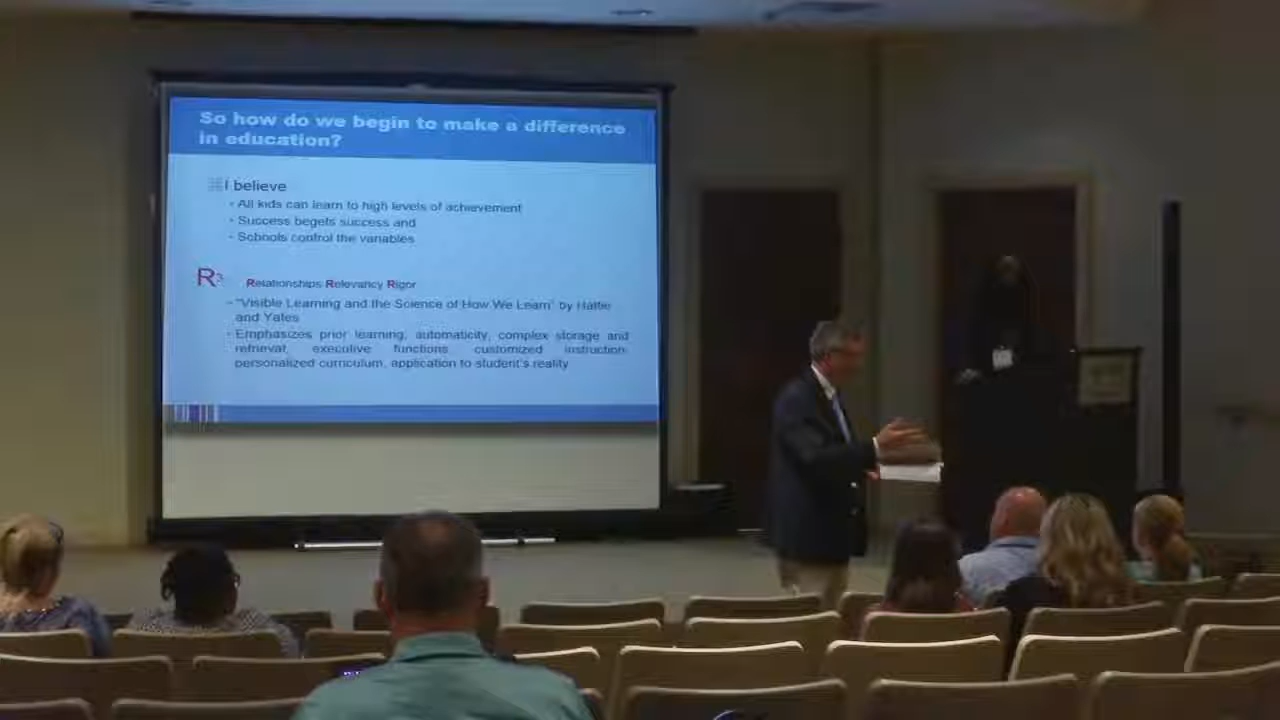 So how do we begin to make a difference
in education?
I believe
• All kids can learn to high levels of achievement
• Success begets success and
• Schools control the variables
R3 Relationships Relevancy Rigor
• "Visible Learning and the Science of How We Learn" by Hattie
and Yates
• Emphasizes prior learning, automaticity, complex storage and
retrieval, executive functions, customized instruction,
personalized curriculum, application to student's reality